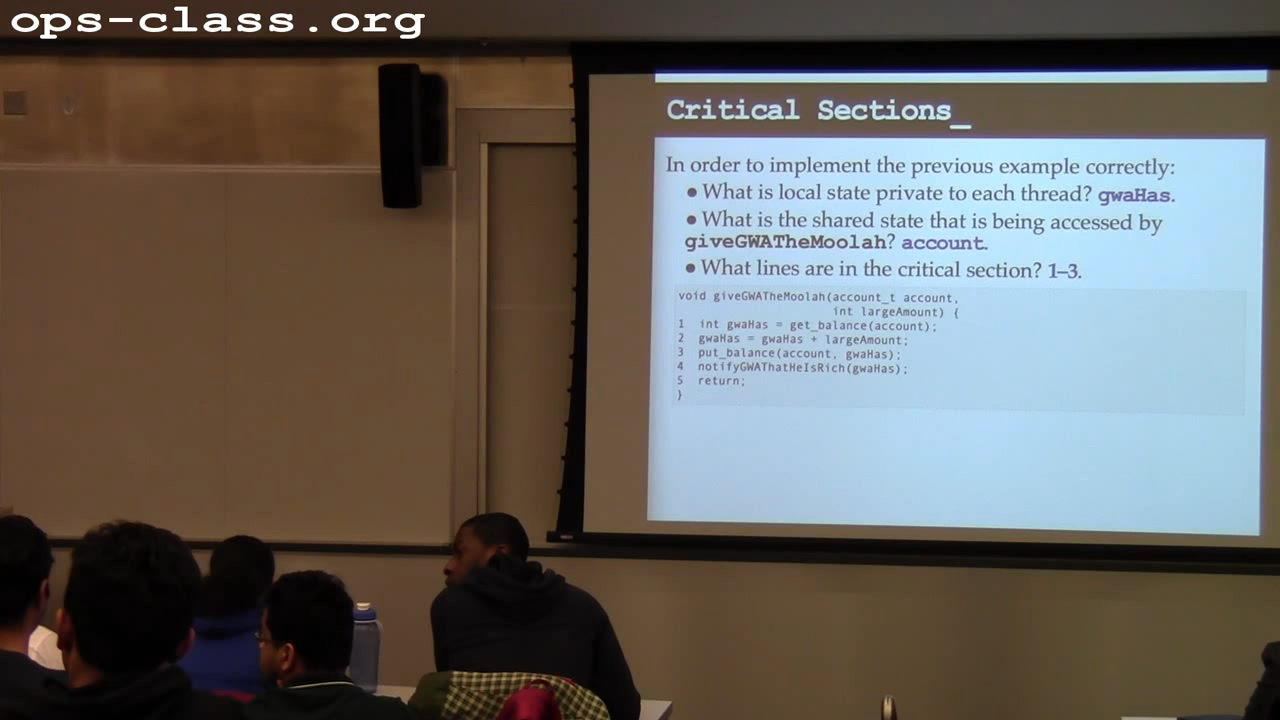 ops-class.org
Critical Sections_
In order to implement the previous example correctly:
● What is local state private to each thread? gwaHas.
● What is the shared state that is being accessed by
giveGWATheMoolah? account.
● What lines are in the critical section? 1–3.
void giveGWATheMoolah(account_t account,
int largeAmount) {
1 int gwaHas = get_balance(account);
2 gwaHas = gwaHas + largeAmount;
3 put_balance(account, gwaHas);
4 notifyGWAThatHeIsRich(gwaHas);
5 return;
}